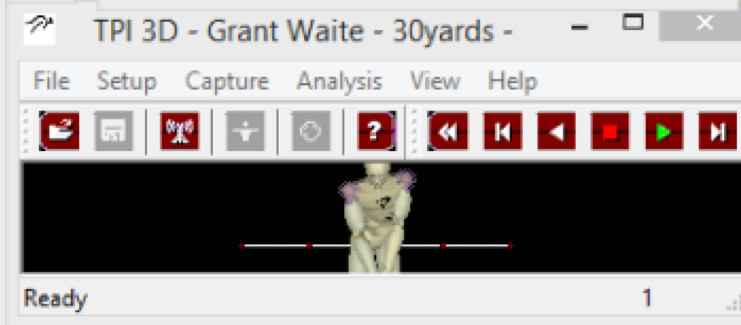 TPI 3D - Grant Waite - 30yards -
File Setup Capture Analysis View Help
?
Ready 1